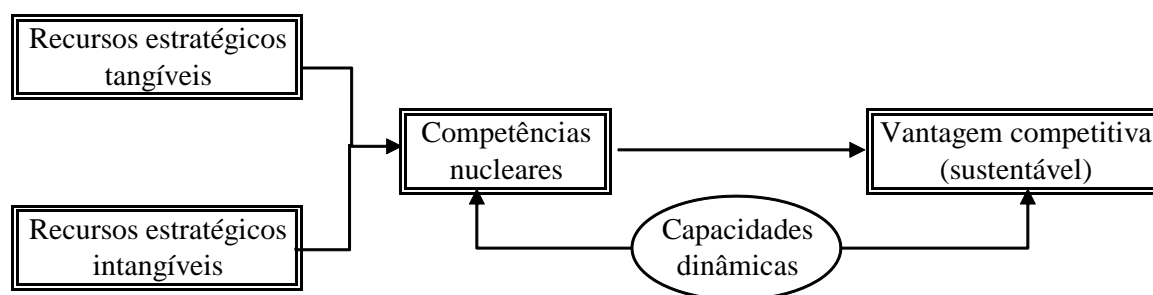 Recursos estratégicos
tangíveis
Competências
nucleares
Vantagem competitiva
(sustentável)
Recursos estratégicos
intangíveis
Capacidades
dinâmicas